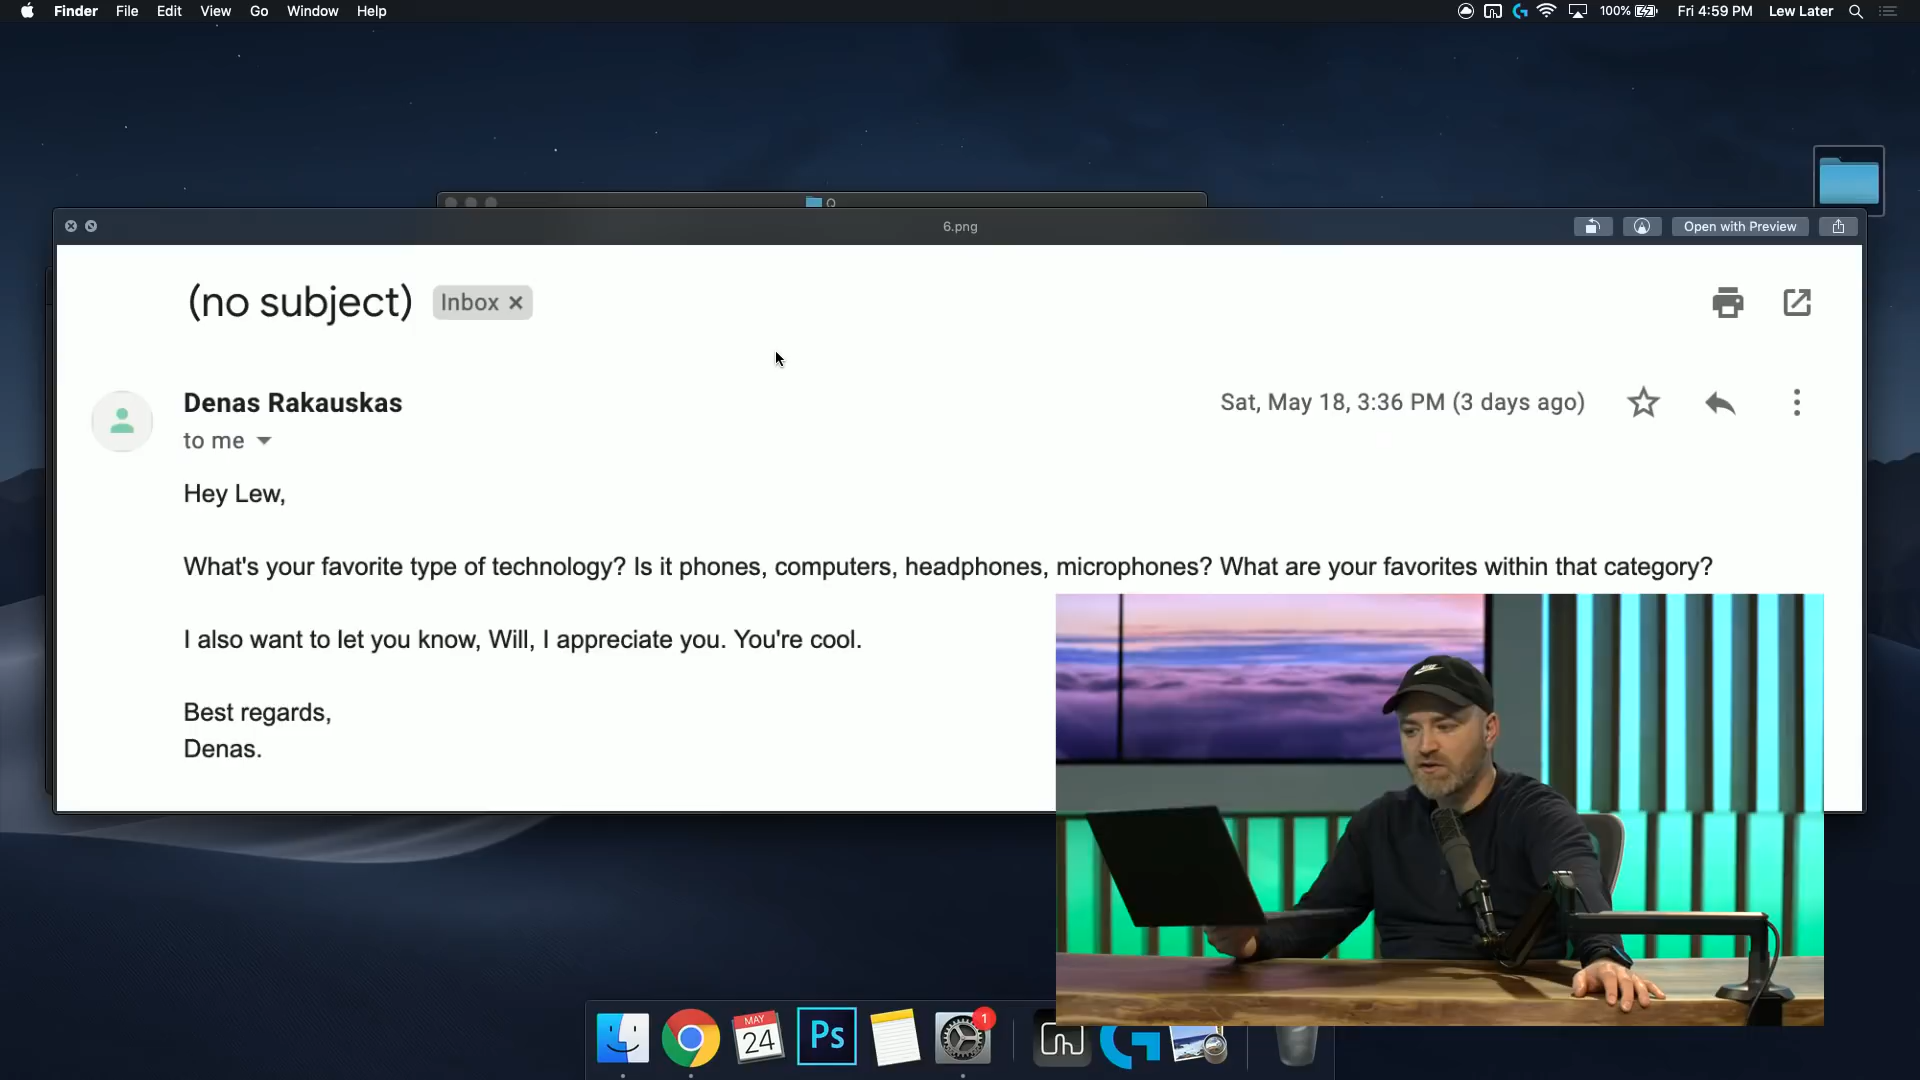 Finder File Edit View Go Window Help
100% Fri 4:59 PM Lew Later
Q
6.png
Open with Preview
(no subject) Inbox ×
Denas Rakauskas
Sat, May 18, 3:36 PM (3 days ago)
to me
Hey Lew,
What's your favorite type of technology? Is it phones, computers, headphones, microphones? What are your favorites within that category?
I also want to let you know, Will, I appreciate you. You're cool.
Best regards,
Denas.
MAY
24
Ps
1